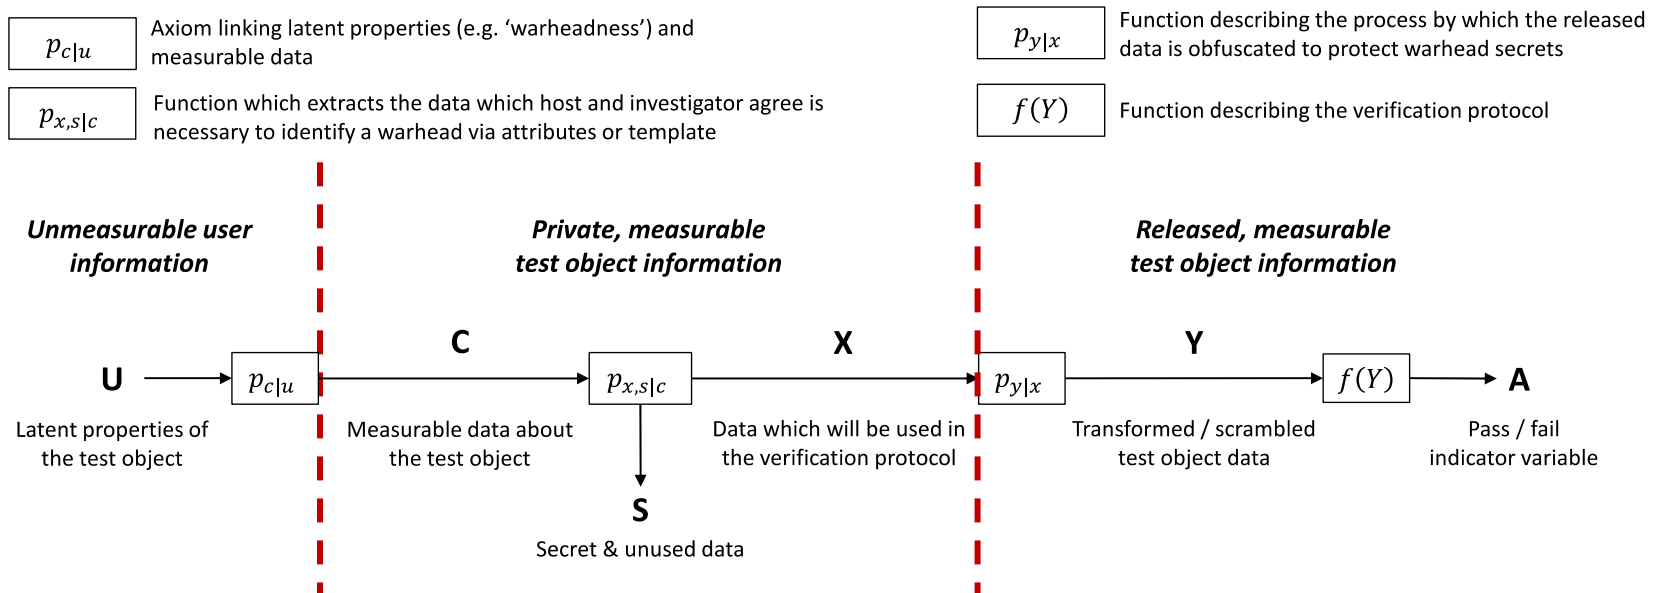 p_{c|u}
Axiom linking latent properties (e.g. ‘warheadness’) and
measurable data
p_{x,s|c}
Function which extracts the data which host and investigator agree is
necessary to identify a warhead via attributes or template
p_{y|x}
Function describing the process by which the released
data is obfuscated to protect warhead secrets
f(Y)
Function describing the verification protocol
Unmeasurable user
information
Private, measurable
test object information
Released, measurable
test object information
U
p_{c|u}
C
p_{x,s|c}
X
p_{y|x}
Y
f(Y)
A
Latent properties of
the test object
Measurable data about
the test object
Data which will be used in
the verification protocol
Transformed / scrambled
test object data
Pass / fail
indicator variable
S
Secret & unused data